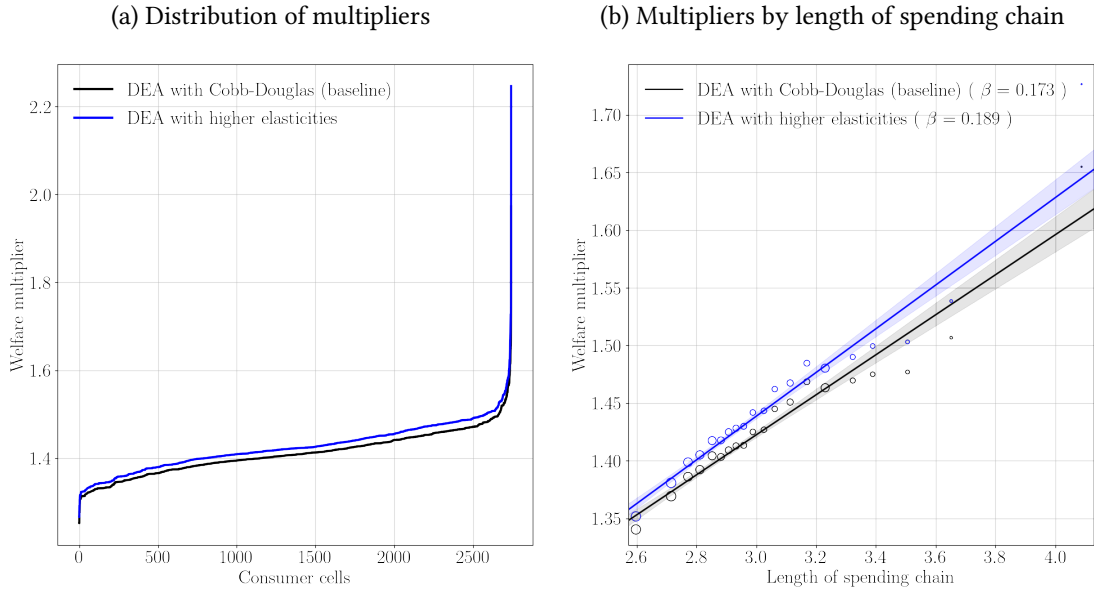 (a) Distribution of multipliers
DEA with Cobb-Douglas (baseline)
DEA with higher elasticities
Welfare multiplier
2.2
2.0
1.8
1.6
1.4
0
500
1000
1500
2000
2500
Consumer cells
(b) Multipliers by length of spending chain
DEA with Cobb-Douglas (baseline) ( β = 0.173 )
DEA with higher elasticities ( β = 0.189 )
Welfare multiplier
1.70
1.65
1.60
1.55
1.50
1.45
1.40
1.35
2.6
2.8
3.0
3.2
3.4
3.6
3.8
4.0
Length of spending chain